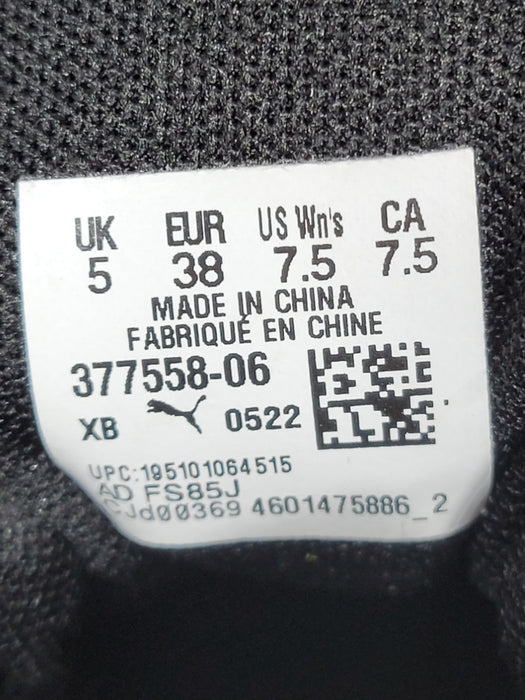 UK EUR US Wn's CA
5 38 7.5 7.5
MADE IN CHINA
FABRIQUÉ EN CHINE
377558-06
XB 0522
UPC:195101064515
AD FS85J
CJd00369 4601475886_2